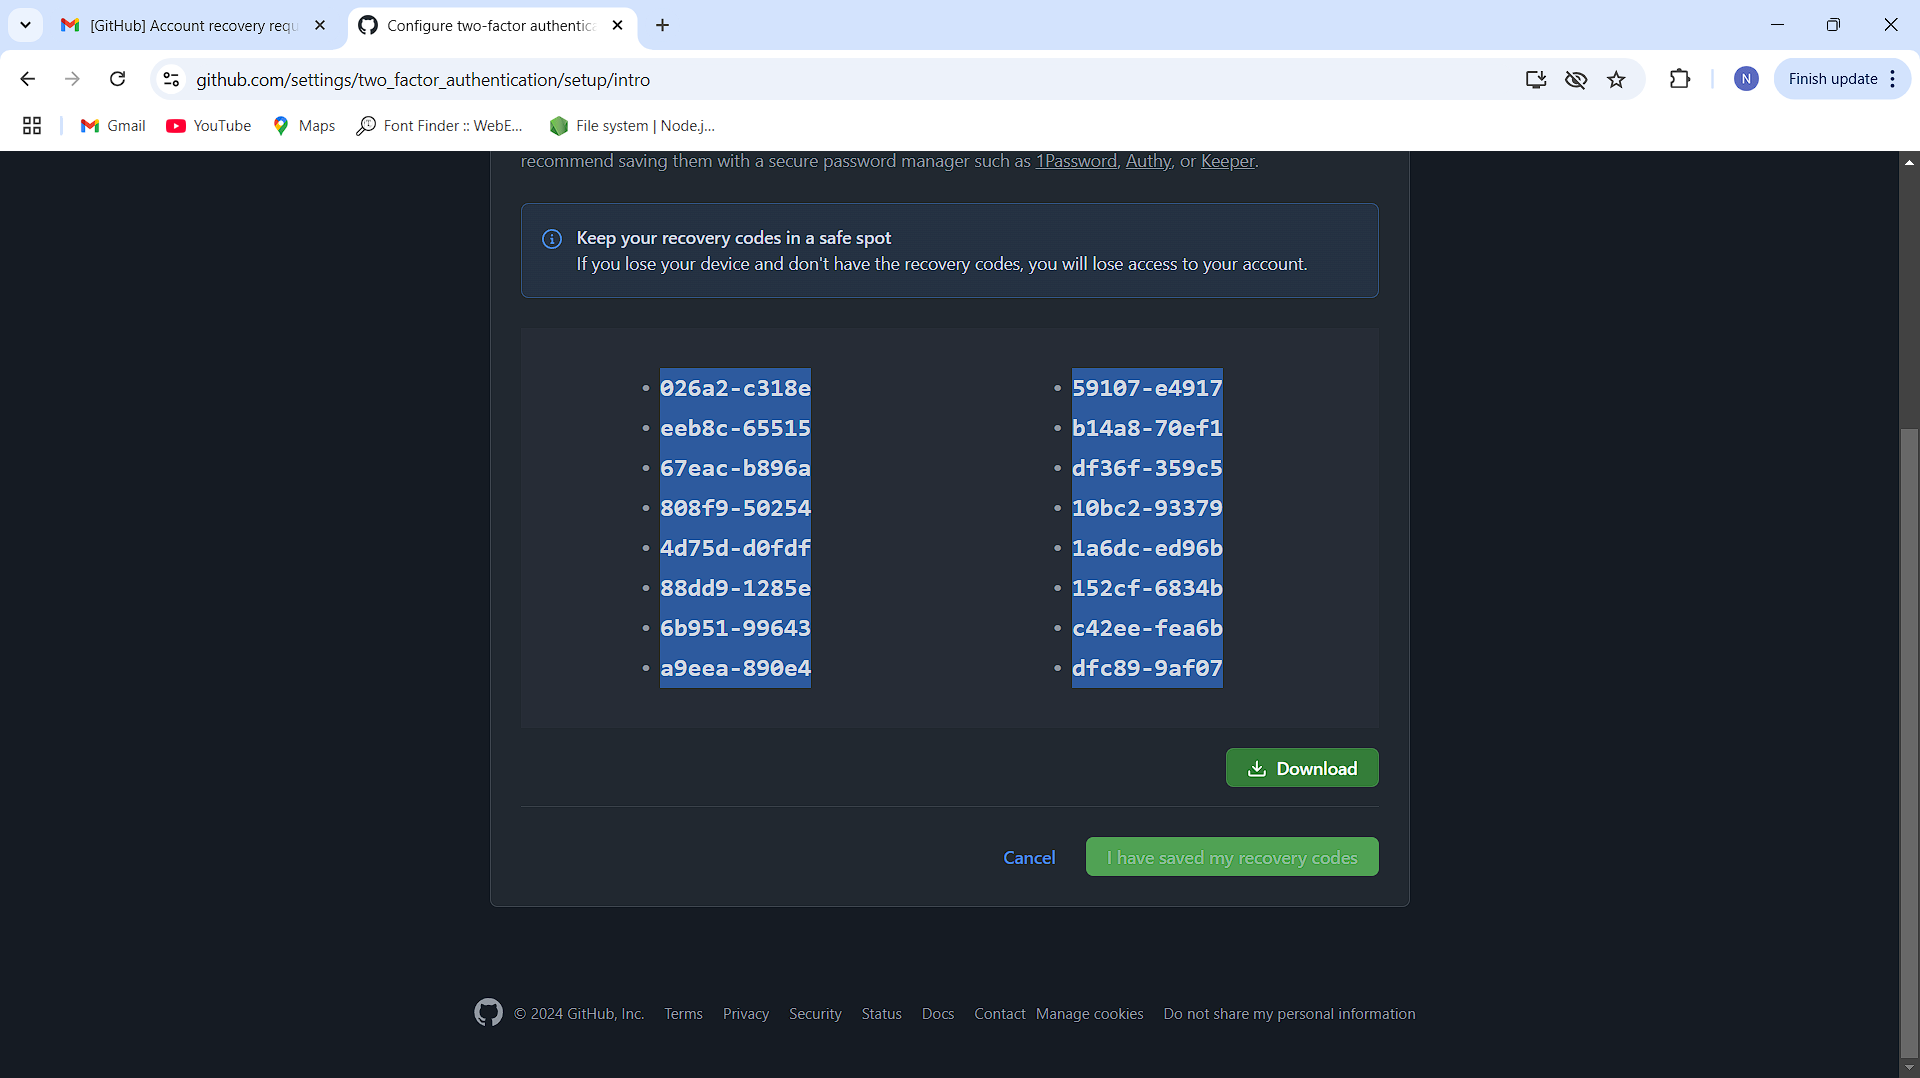 [GitHub] Account recovery requ
Configure two-factor authentica
github.com/settings/two_factor_authentication/setup/intro
N
Finish update
Gmail
YouTube
Maps
Font Finder :: WebE...
File system | Node.j...
recommend saving them with a secure password manager such as 1Password, Authy, or Keeper.
Keep your recovery codes in a safe spot
If you lose your device and don't have the recovery codes, you will lose access to your account.
026a2-c318e
eeb8c-65515
67eac-b896a
808f9-50254
4d75d-d0fdf
88dd9-1285e
6b951-99643
a9eea-890e4
59107-e4917
b14a8-70ef1
df36f-359c5
10bc2-93379
1a6dc-ed96b
152cf-6834b
c42ee-fea6b
dfc89-9af07
Download
Cancel
I have saved my recovery codes
© 2024 GitHub, Inc.
Terms
Privacy
Security
Status
Docs
Contact
Manage cookies
Do not share my personal information